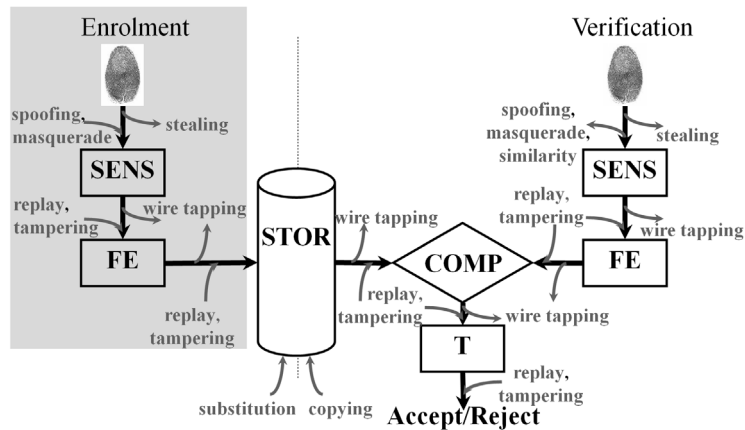 Enrolment
Verification
spoofing,
masquerade
stealing
spoofing,
masquerade,
similarity
stealing
SENS
SENS
replay,
tampering
wire tapping
replay,
tampering
wire tapping
FE
STOR
wire tapping
COMP
FE
replay,
tampering
replay,
tampering
wire tapping
T
substitution
copying
replay,
tampering
Accept/Reject